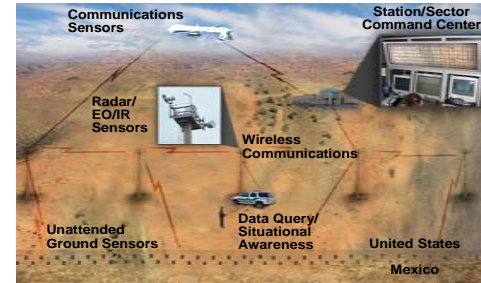 Communications
Sensors
Station/Sector
Command Center
Radar/
EO/IR
Sensors
Wireless
Communications
Unattended
Ground Sensors
Data Query/
Situational
Awareness
United States
Mexico